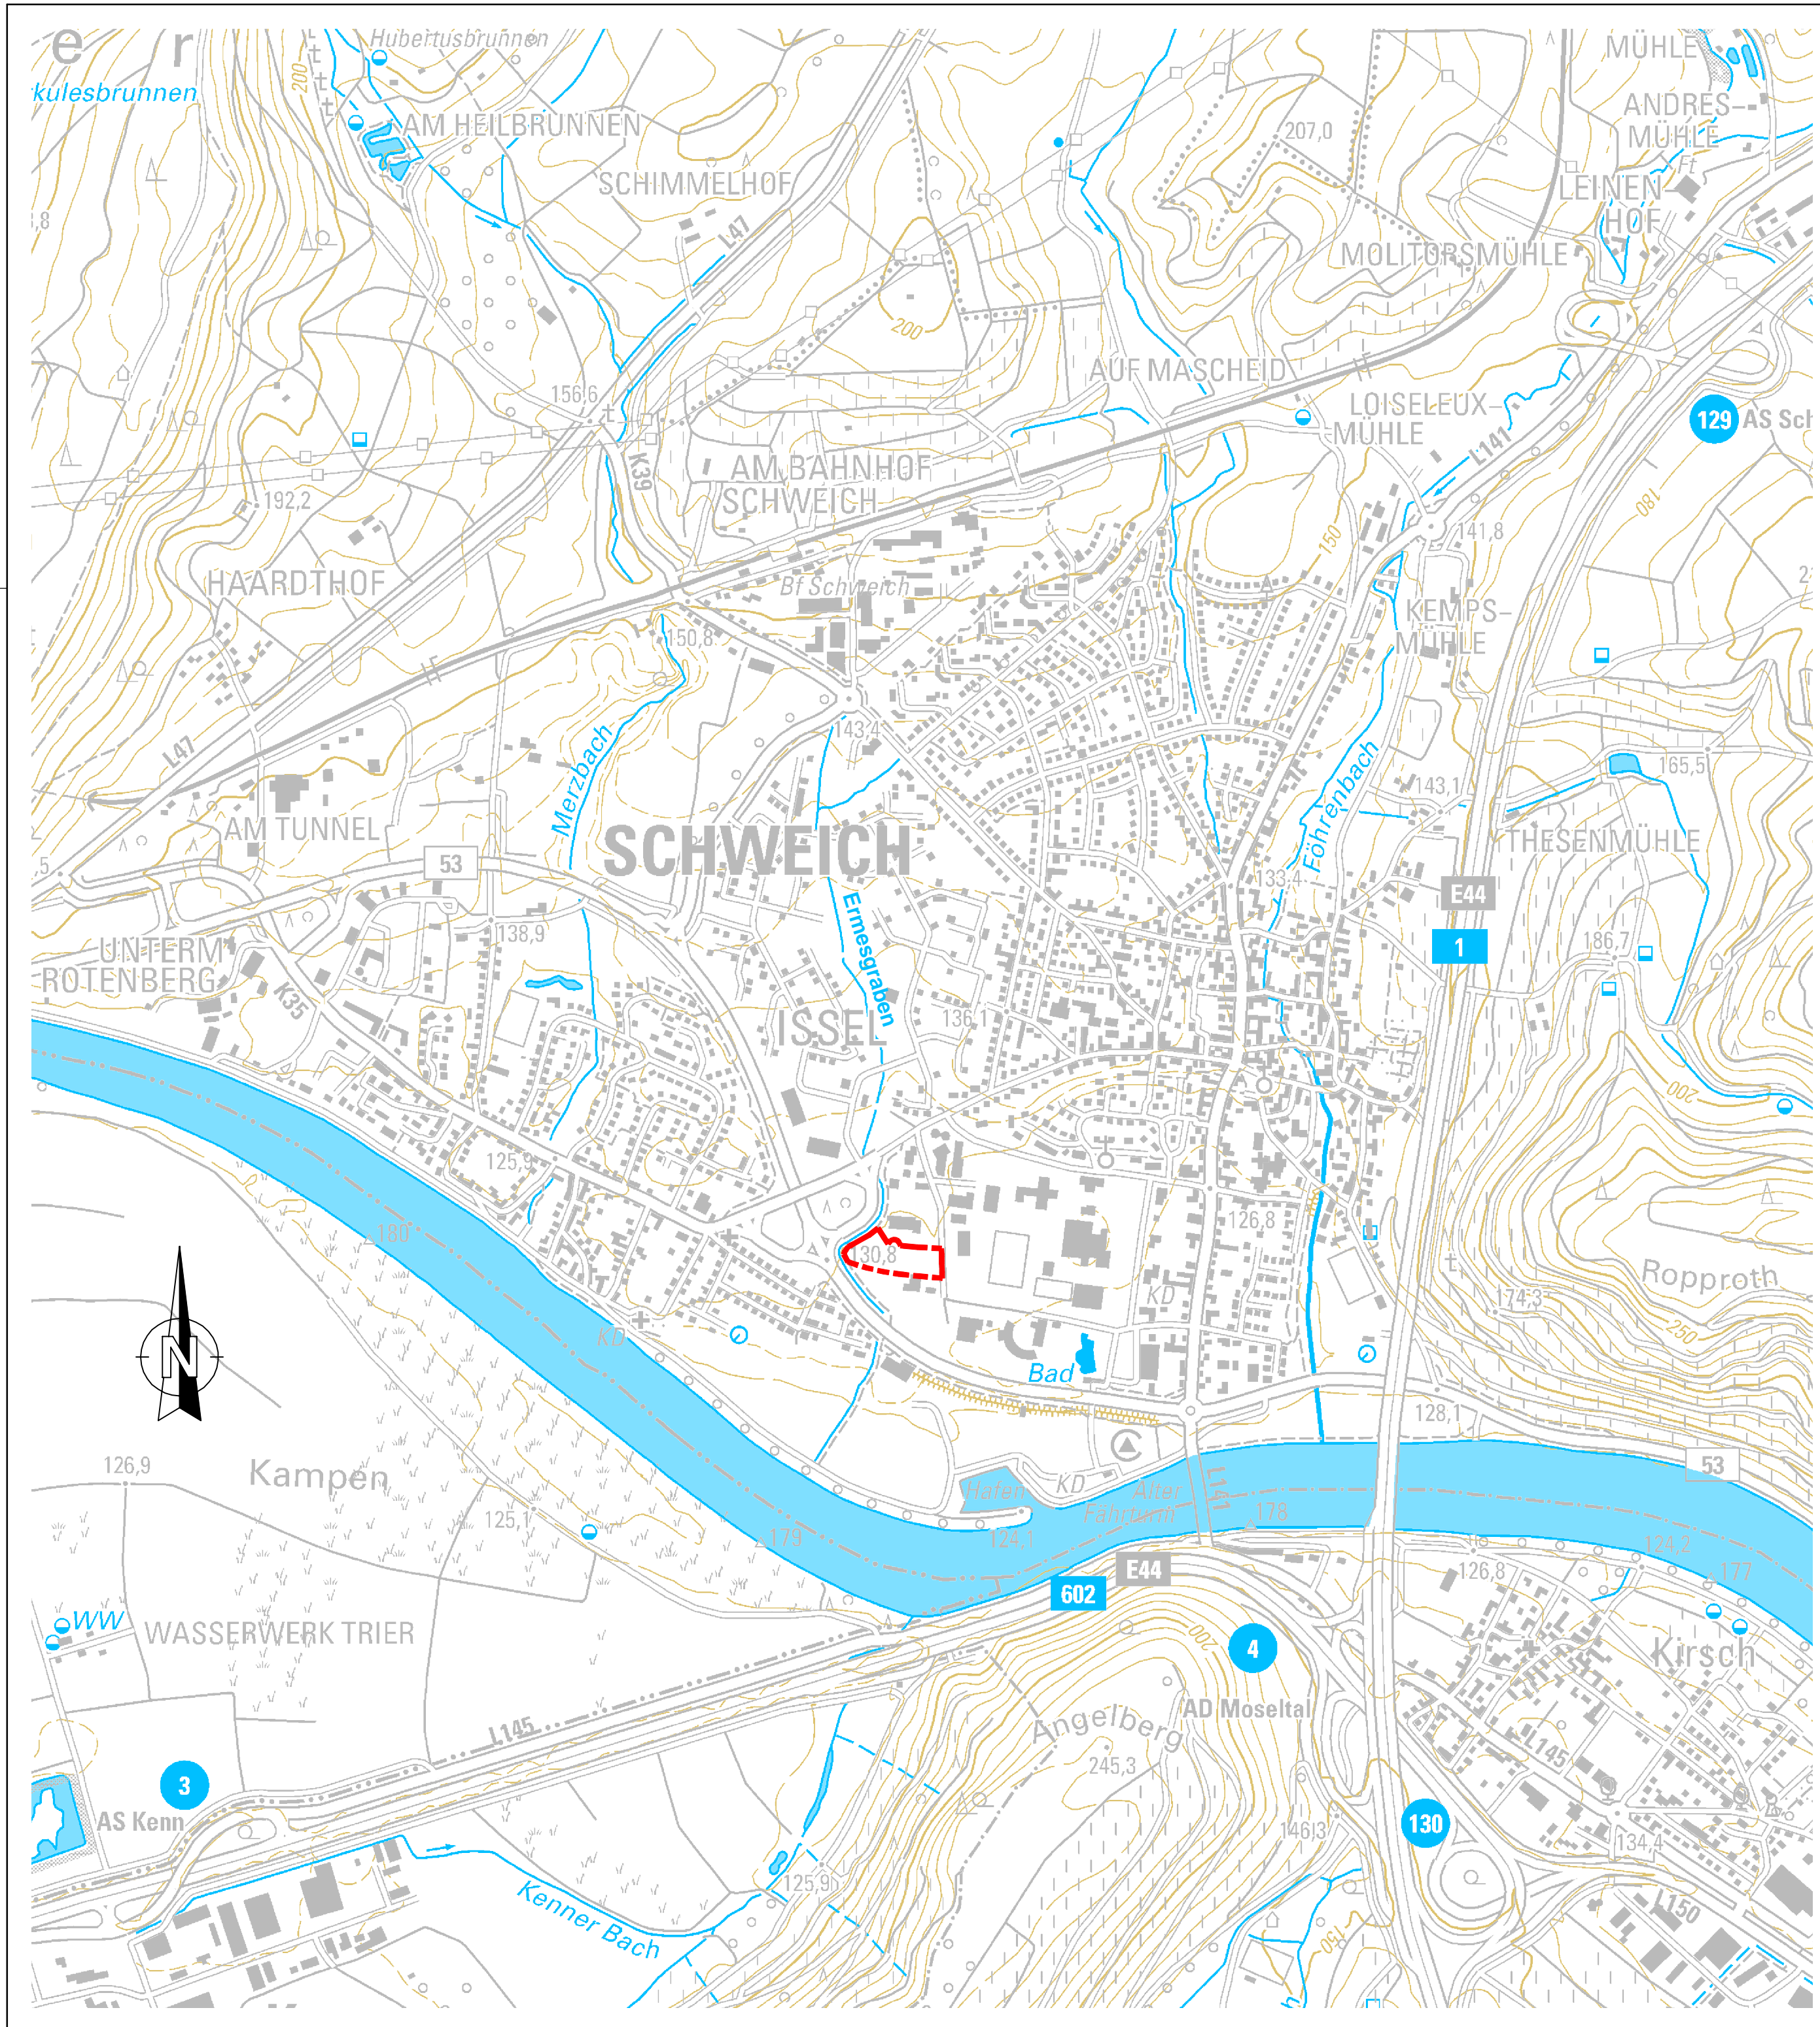 e r
Hubertusbrunnen
kulesbrunnen
200
AM HEILBRUNNEN
MÜHLE
ANDRES-
MÜHLE
Ft
207,0
SCHIMMELHOF
L47
LEINEN-
HOF
MOLITORSMÜHLE
200
AUF MASCHEID
LOISELEUX-
MÜHLE
L141
129
AS Sch
156,6
K39
AM BAHNHOF
SCHWEICH
192,2
180
141,8
150
HAARDTHOF
Bf Schweich
KEMPS-
MÜHLE
150,8
143,4
L47
Merzbach
Föhrenbach
143,1
165,5
AM TUNNEL
SCHWEICH
THESENMÜHLE
53
133,4
E44
1
Ermesgraben
138,9
186,7
UNTERM
ROTENBERG
K35
ISSEL
136,1
200
125,9
126,8
180
130,8
KD
KD
Ropproth
174,3
250
N
Bad
128,1
126,9
Kampen
125,1
Hafen
KD
Alter
Fährturm
L141
178
53
179
124,1
124,2
126,8
177
E44
602
WW
WASSERWERK TRIER
200
4
Kirsch
L145
Angelberg
AD Moseltal
245,3
L145
3
AS Kenn
146,3
130
134,4
125,9
Kenner Bach
L150
150